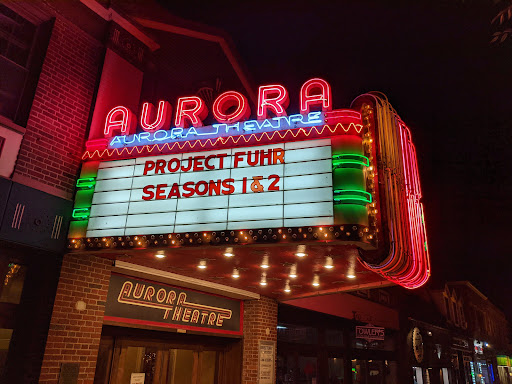 AURORA
AURORA THEATRE
PROJECT FUHR
SEASONS 1 & 2
AURORA
THEATRE